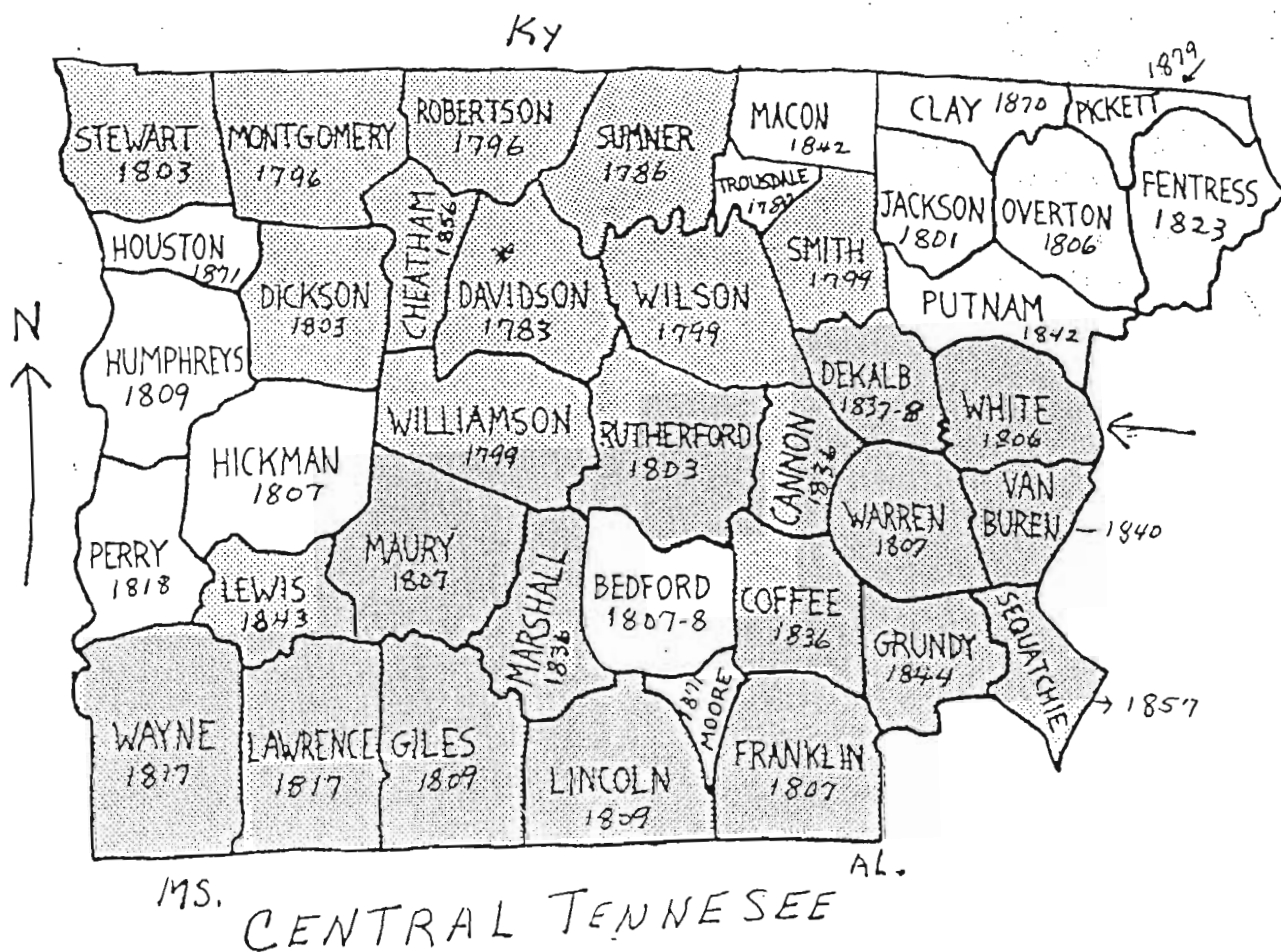 Ky
1879
STEWART
1803
MONTGOMERY
1796
ROBERTSON
1796
SUMNER
1786
MACON
1842
CLAY 1870
PICKETT
TROUSDALE
HOUSTON
1871
CHEATHAM
1856
SMITH
1799
JACKSON
1801
OVERTON
1806
FENTRESS
1823
N
DICKSON
1803
*
DAVIDSON
1783
WILSON
1799
PUTNAM
1842
HUMPHREYS
1809
DEKALB
1837-8
WHITE
1806
HICKMAN
1807
WILLIAMSON
1799
RUTHERFORD
1803
CANNON
1836
WARREN
1807
VAN
BUREN
1840
PERRY
1818
LEWIS
1843
MAURY
1807
MARSHALL
1836
BEDFORD
1807-8
COFFEE
1836
GRUNDY
1844
SEQUATCHIE
1857
WAYNE
LAWRENCE
1817
GILES
1809
LINCOLN
1809
1871
MOORE
FRANKLIN
1807
MS.
AL.
CENTRAL TENNESEE